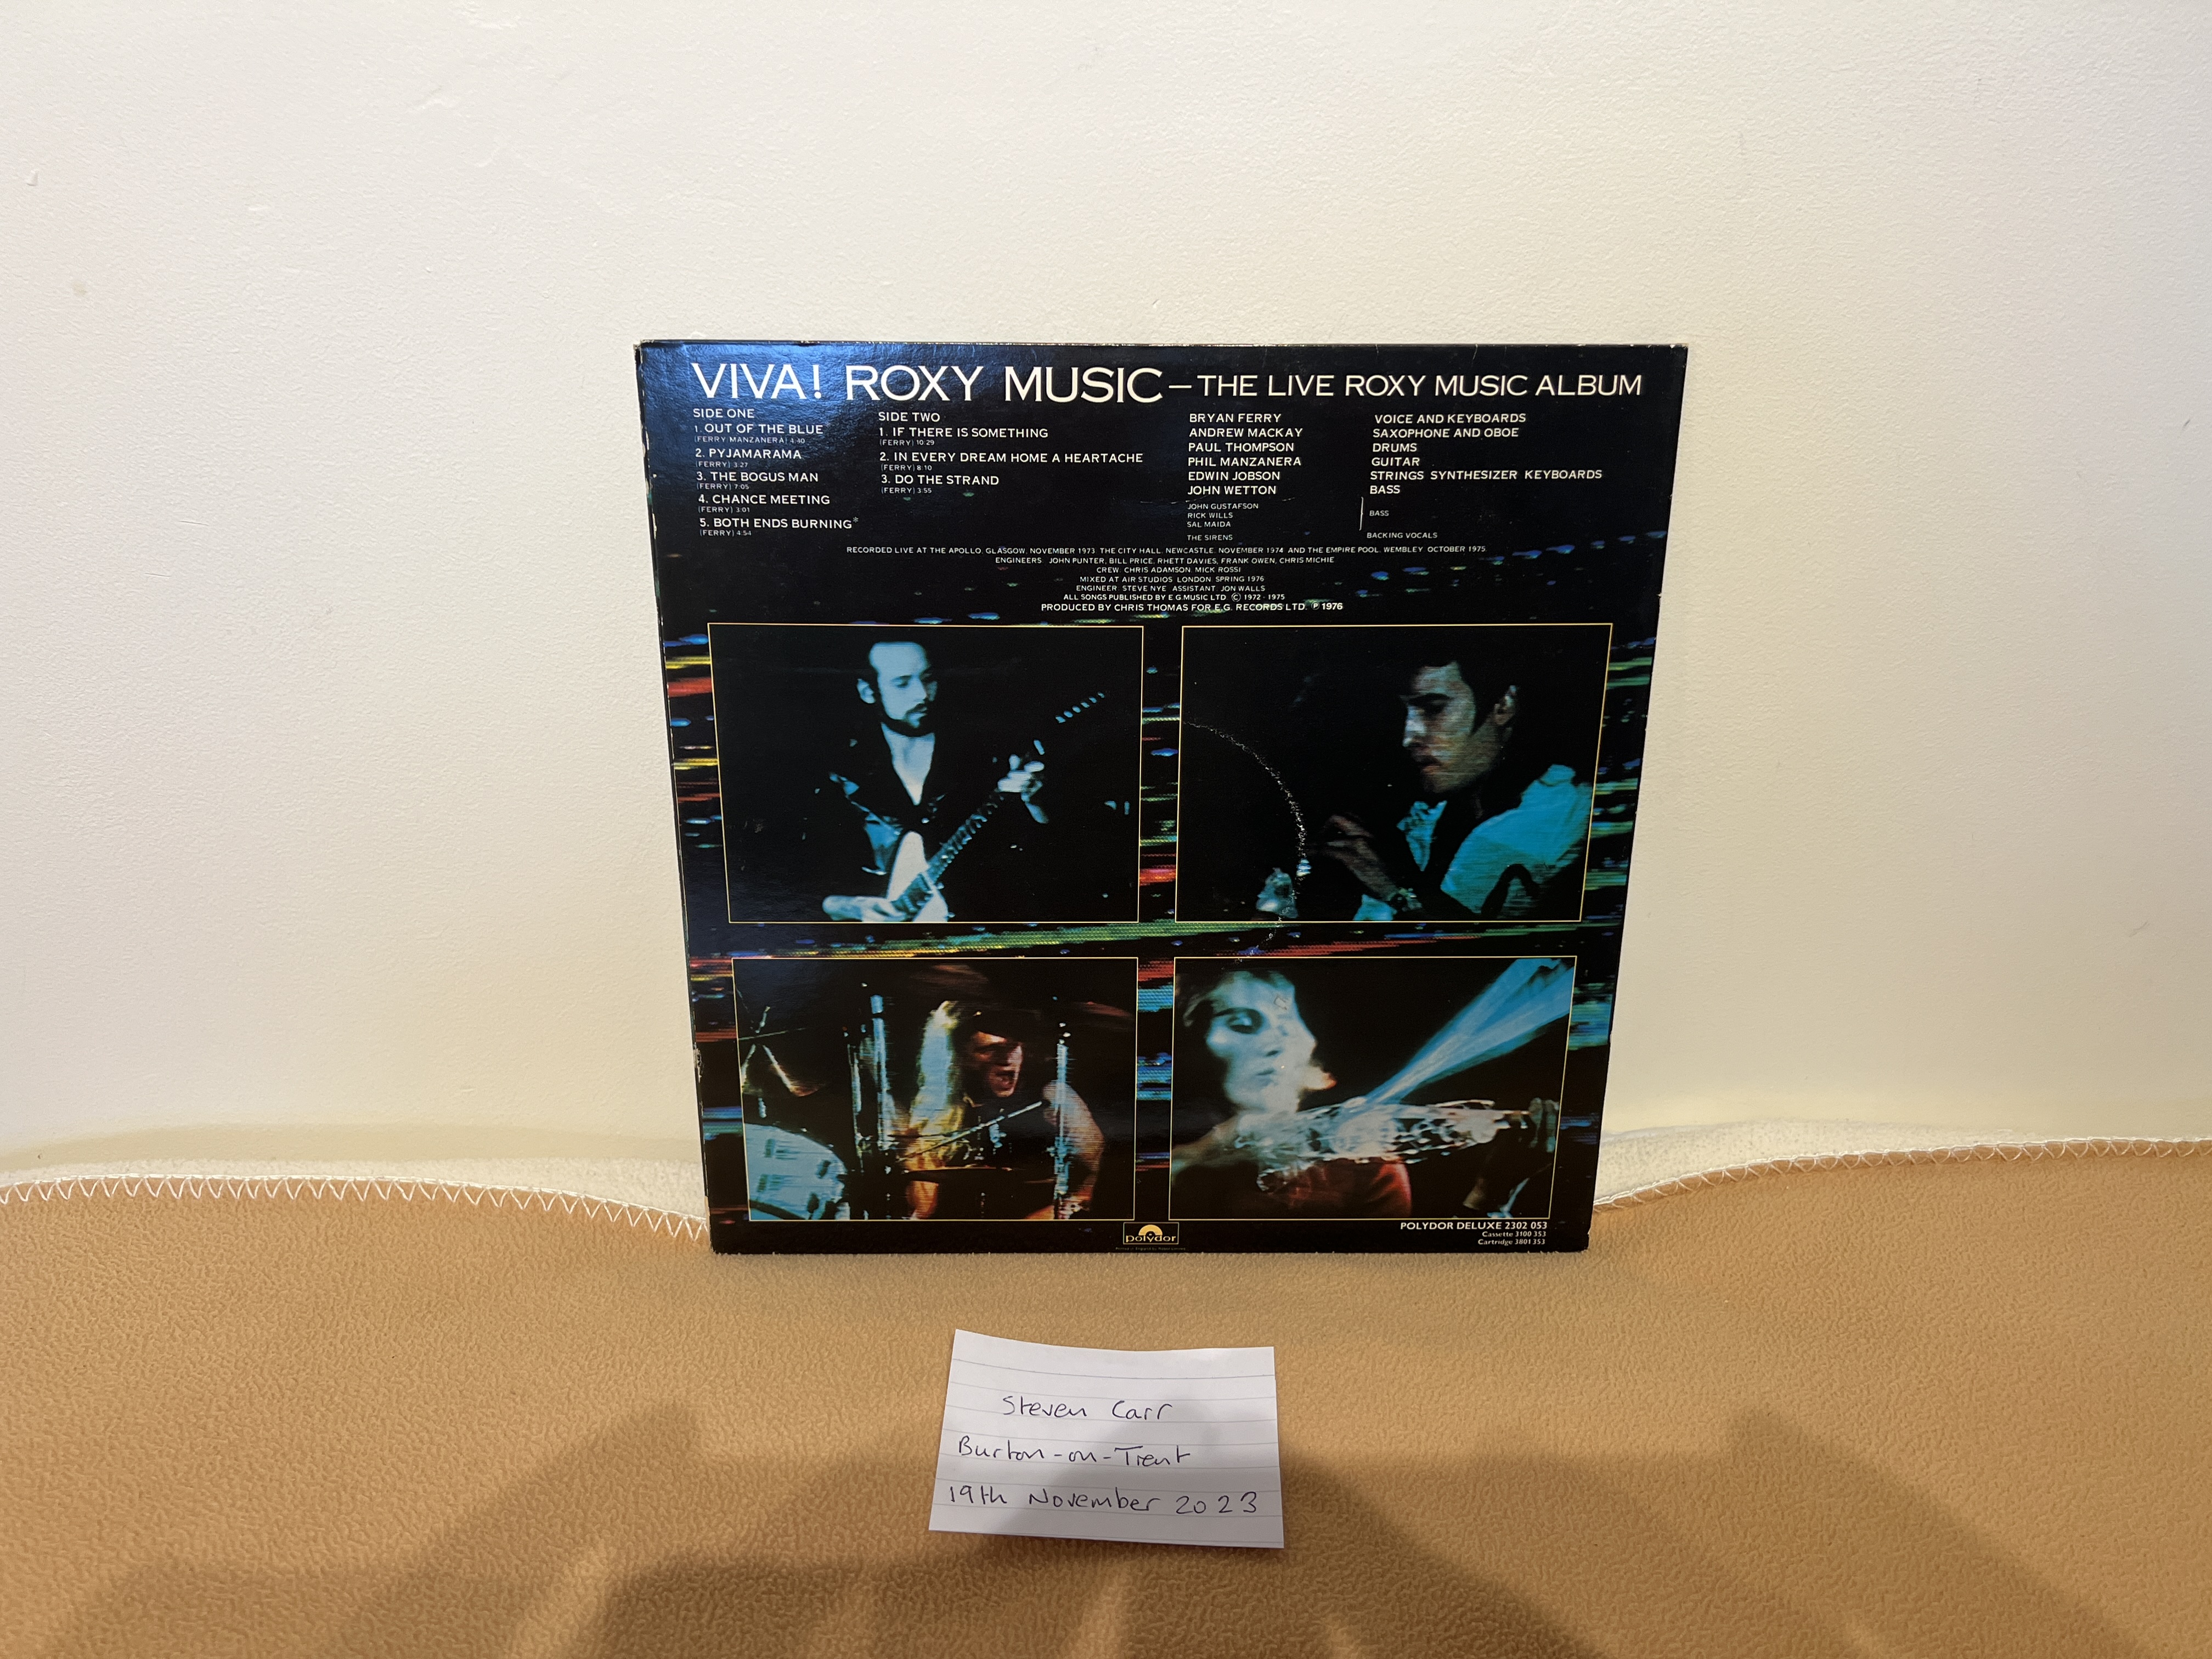 VIVA! ROXY MUSIC – THE LIVE ROXY MUSIC ALBUM
SIDE ONE
1. OUT OF THE BLUE
(FERRY/MANZANERA) 4:40
2. PYJAMARAMA
(FERRY) 3:27
3. THE BOGUS MAN
(FERRY) 7:05
4. CHANCE MEETING
(FERRY) 3:01
5. BOTH ENDS BURNING*
(FERRY) 4:54
SIDE TWO
1. IF THERE IS SOMETHING
(FERRY) 10:29
2. IN EVERY DREAM HOME A HEARTACHE
(FERRY) 8:10
3. DO THE STRAND
(FERRY) 3:55
BRYAN FERRY VOICE AND KEYBOARDS
ANDREW MACKAY SAXOPHONE AND OBOE
PAUL THOMPSON DRUMS
PHIL MANZANERA GUITAR
EDWIN JOBSON STRINGS SYNTHESIZER KEYBOARDS
JOHN WETTON BASS
JOHN GUSTAFSON
RICK WILLS BASS
SAL MAIDA
THE SIRENS BACKING VOCALS
RECORDED LIVE AT THE APOLLO, GLASGOW, NOVEMBER 1973, THE CITY HALL, NEWCASTLE, NOVEMBER 1974 AND THE EMPIRE POOL, WEMBLEY OCTOBER 1975
ENGINEERS JOHN PUNTER, BILL PRICE, RHETT DAVIES, FRANK OWEN, CHRIS MICHIE
CREW: CHRIS ADAMSON, MICK ROSSI
MIXED AT AIR STUDIOS LONDON SPRING 1976
ENGINEER STEVE NYE ASSISTANT JON WALLS
ALL SONGS PUBLISHED BY E.G. MUSIC LTD. © 1972 - 1975
PRODUCED BY CHRIS THOMAS FOR E.G. RECORDS LTD. ℗ 1976
polydor
POLYDOR DELUXE 2302 053
Cassette 3100 353
Cartridge 3801 353
Steven Carr
Burton-on-Trent
19th November 2023